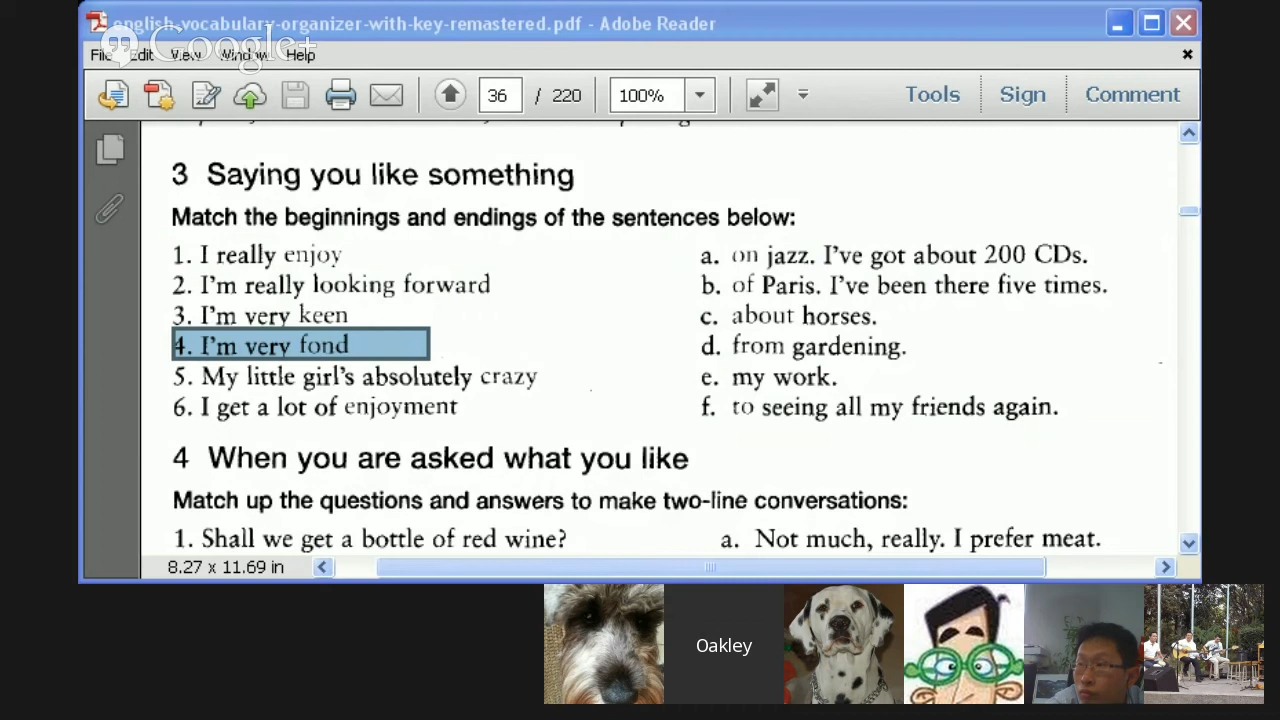 english-vocabulary-organizer-with-key-remastered.pdf - Adobe Reader
Google+
File Edit View Window Help
36 / 220 100% Tools Sign Comment
3 Saying you like something
Match the beginnings and endings of the sentences below:
1. I really enjoy a. on jazz. I've got about 200 CDs.
2. I'm really looking forward b. of Paris. I've been there five times.
3. I'm very keen c. about horses.
4. I'm very fond d. from gardening.
5. My little girl's absolutely crazy e. my work.
6. I get a lot of enjoyment f. to seeing all my friends again.
4 When you are asked what you like
Match up the questions and answers to make two-line conversations:
1. Shall we get a bottle of red wine? a. Not much, really. I prefer meat.
8.27 x 11.69 in
Oakley